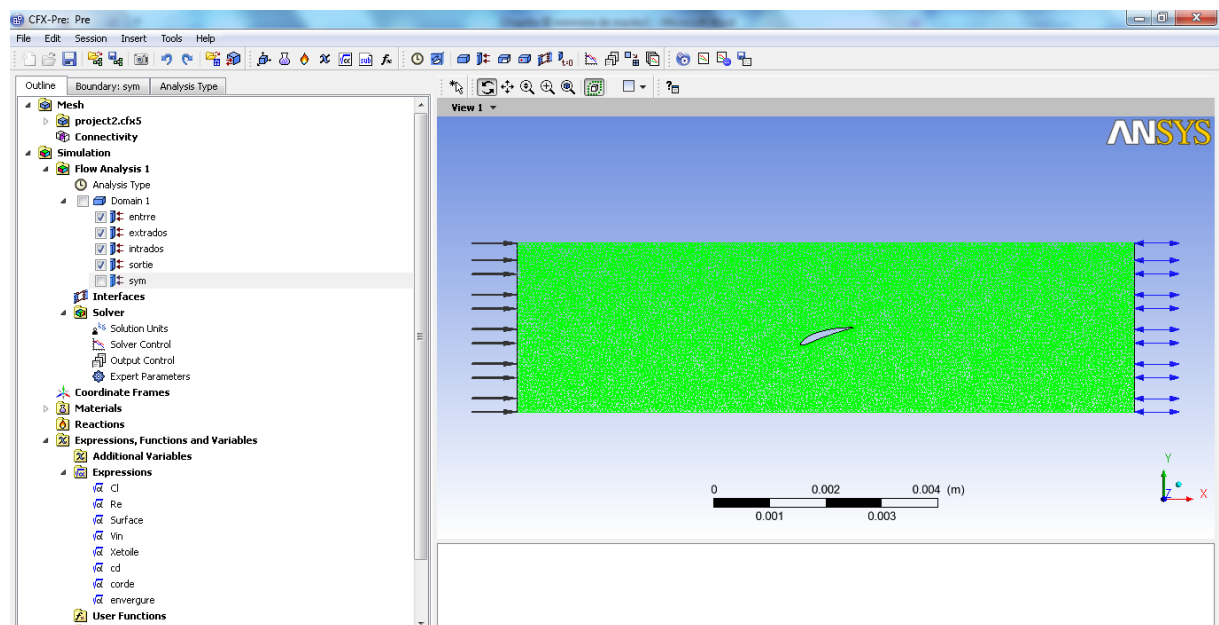 CFX-Pre: Pre
File Edit Session Insert Tools Help
Outline Boundary: sym Analysis Type
Mesh
project2.cfx5
Connectivity
Simulation
Flow Analysis 1
Analysis Type
Domain 1
entrre
extrados
intrados
sortie
sym
Interfaces
Solver
Solution Units
Solver Control
Output Control
Expert Parameters
Coordinate Frames
Materials
Reactions
Expressions, Functions and Variables
Additional Variables
Expressions
Cl
Re
Surface
Vin
Xetoile
cd
corde
envergure
User Functions
View 1
ANSYS
0 0.002 0.004 (m)
0.001 0.003
Y
Z X